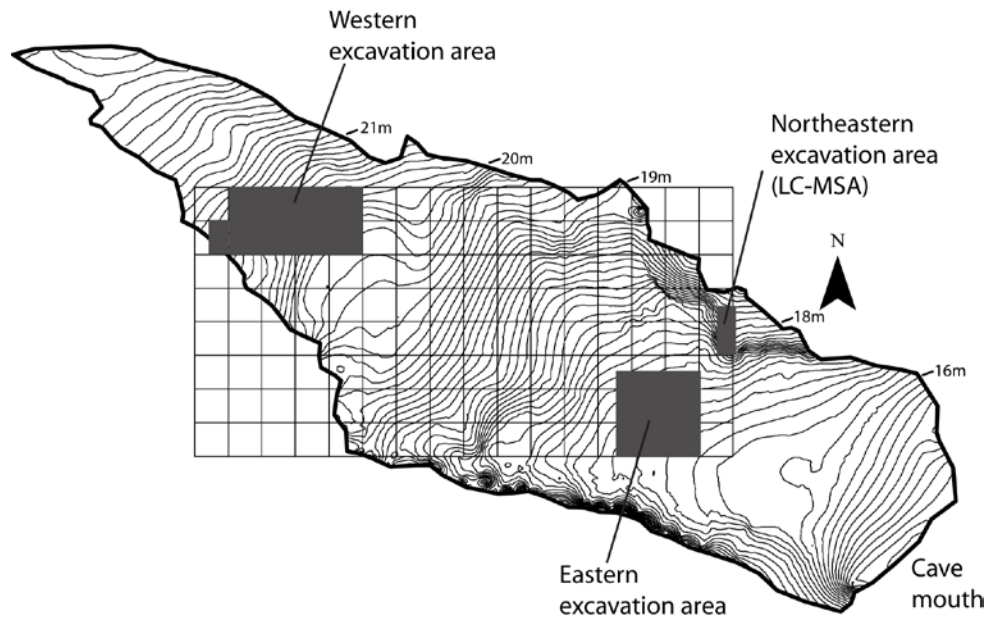 Western
excavation area
21m
20m
19m
Northeastern
excavation area
(LC-MSA)
N
18m
16m
Eastern
excavation area
Cave
mouth